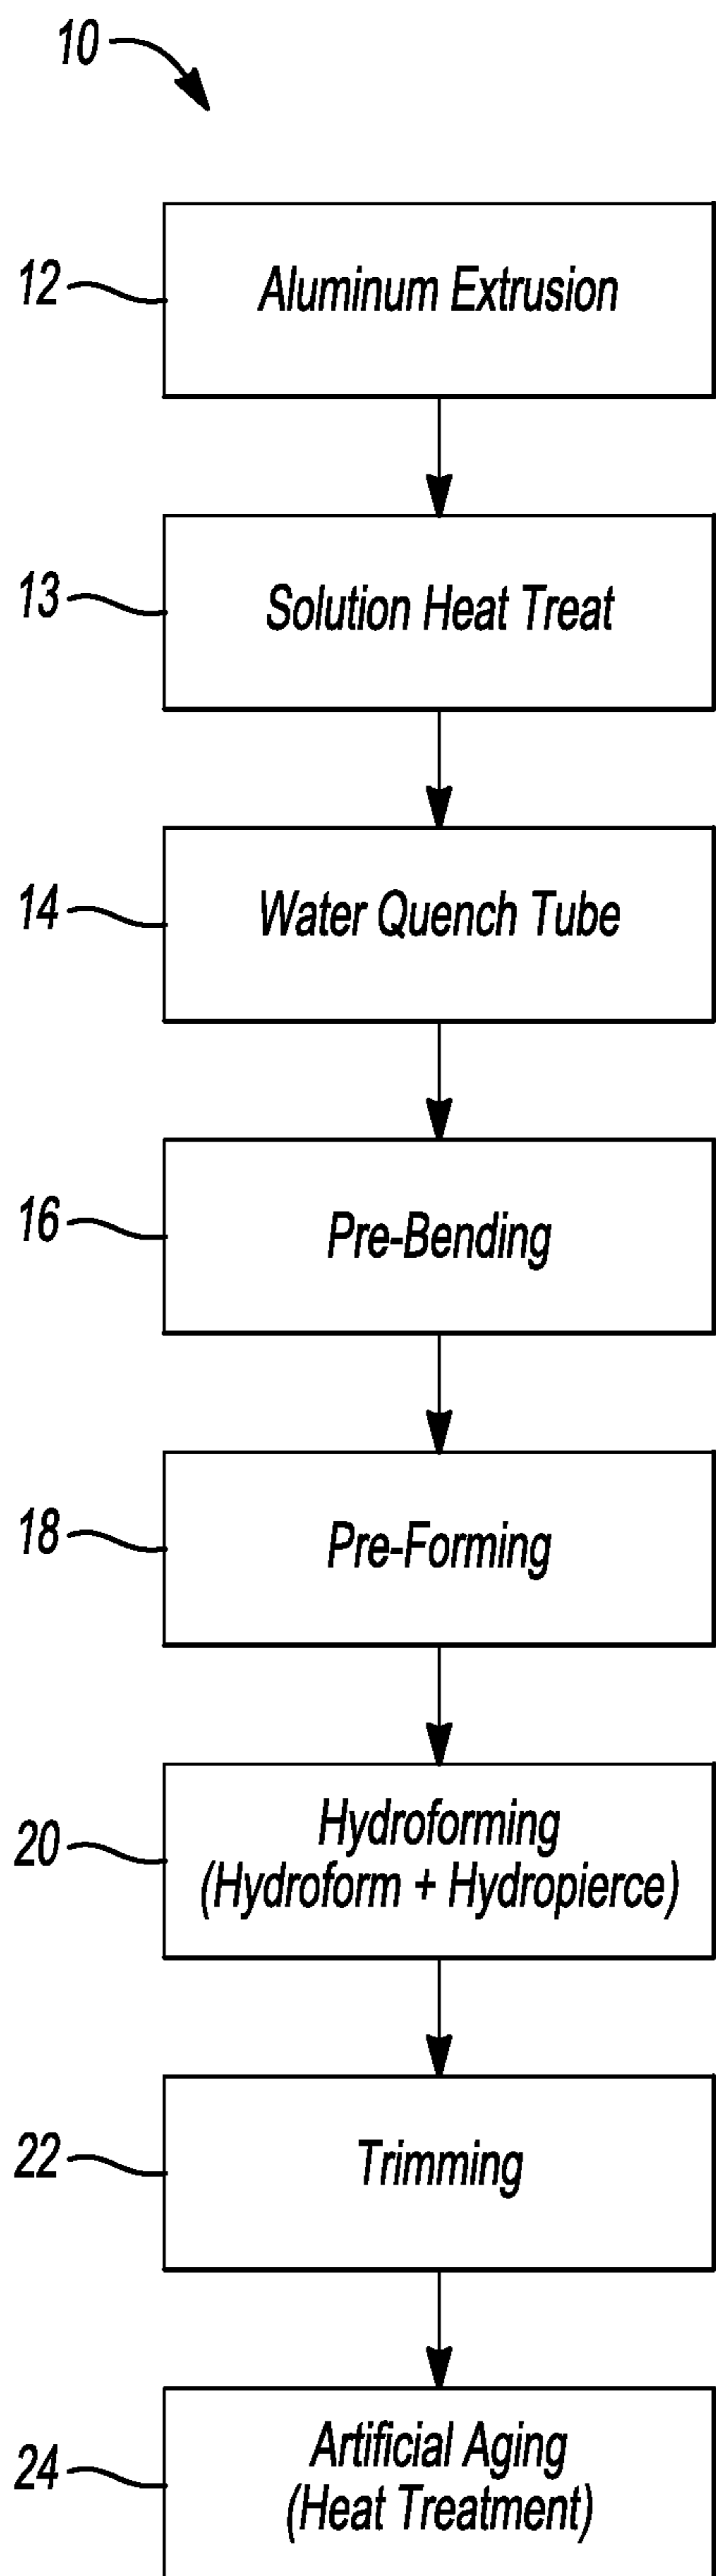 10
12
Aluminum Extrusion
13
Solution Heat Treat
14
Water Quench Tube
16
Pre-Bending
18
Pre-Forming
20
Hydroforming
(Hydroform + Hydropierce)
22
Trimming
24
Artificial Aging
(Heat Treatment)